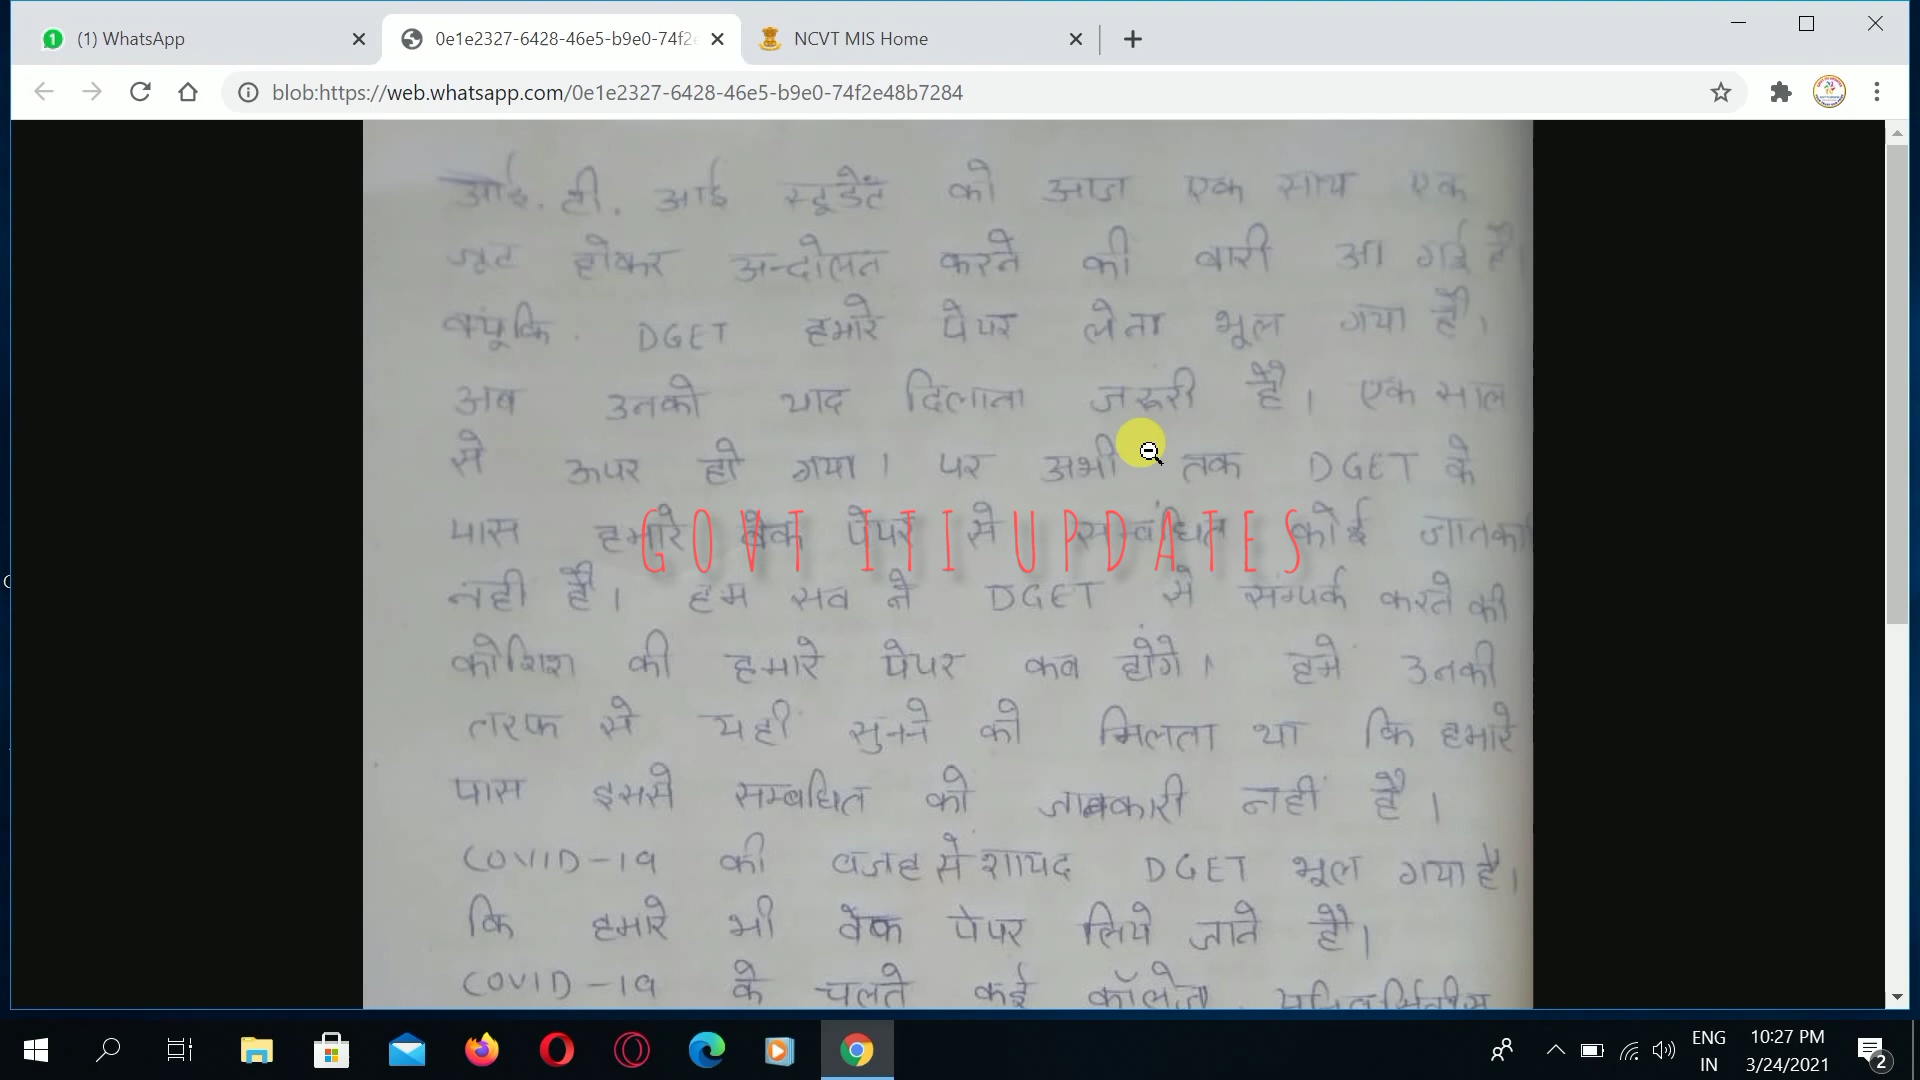 (1) WhatsApp
0e1e2327-6428-46e5-b9e0-74f2e
NCVT MIS Home
blob:https://web.whatsapp.com/0e1e2327-6428-46e5-b9e0-74f2e48b7284
आई. टी. आई स्टूडेंट को आज एक साथ एक
जूट होकर अन्दोलन करने की बारी आ गई है।
क्यूंकि. DGET हमारे पेपर लेना भूल गया है।
अब उनको याद दिलाना जरूरी है। एक साल
से ऊपर हो गया। पर अभी तक DGET के
पास हमारे बैक पेपर से सम्बंधित कोई जानका
GOVT ITI UPDATES
नही है। हम सब ने DGET से संम्पर्क करने की
कोशिश की हमारे पेपर कब होंगे। हमे उनकी
तरफ से यही सुनने को मिलता था कि हमारे
पास इससे सम्बधित को जानकारी नहीं है।
COVID-19 की वजह से शायद DGET भूल गया है।
कि हमारे भी बैक पेपर लिये जाते है।
COVID-19 के चलते कई कॉलेज
ENG
IN
10:27 PM
3/24/2021
2